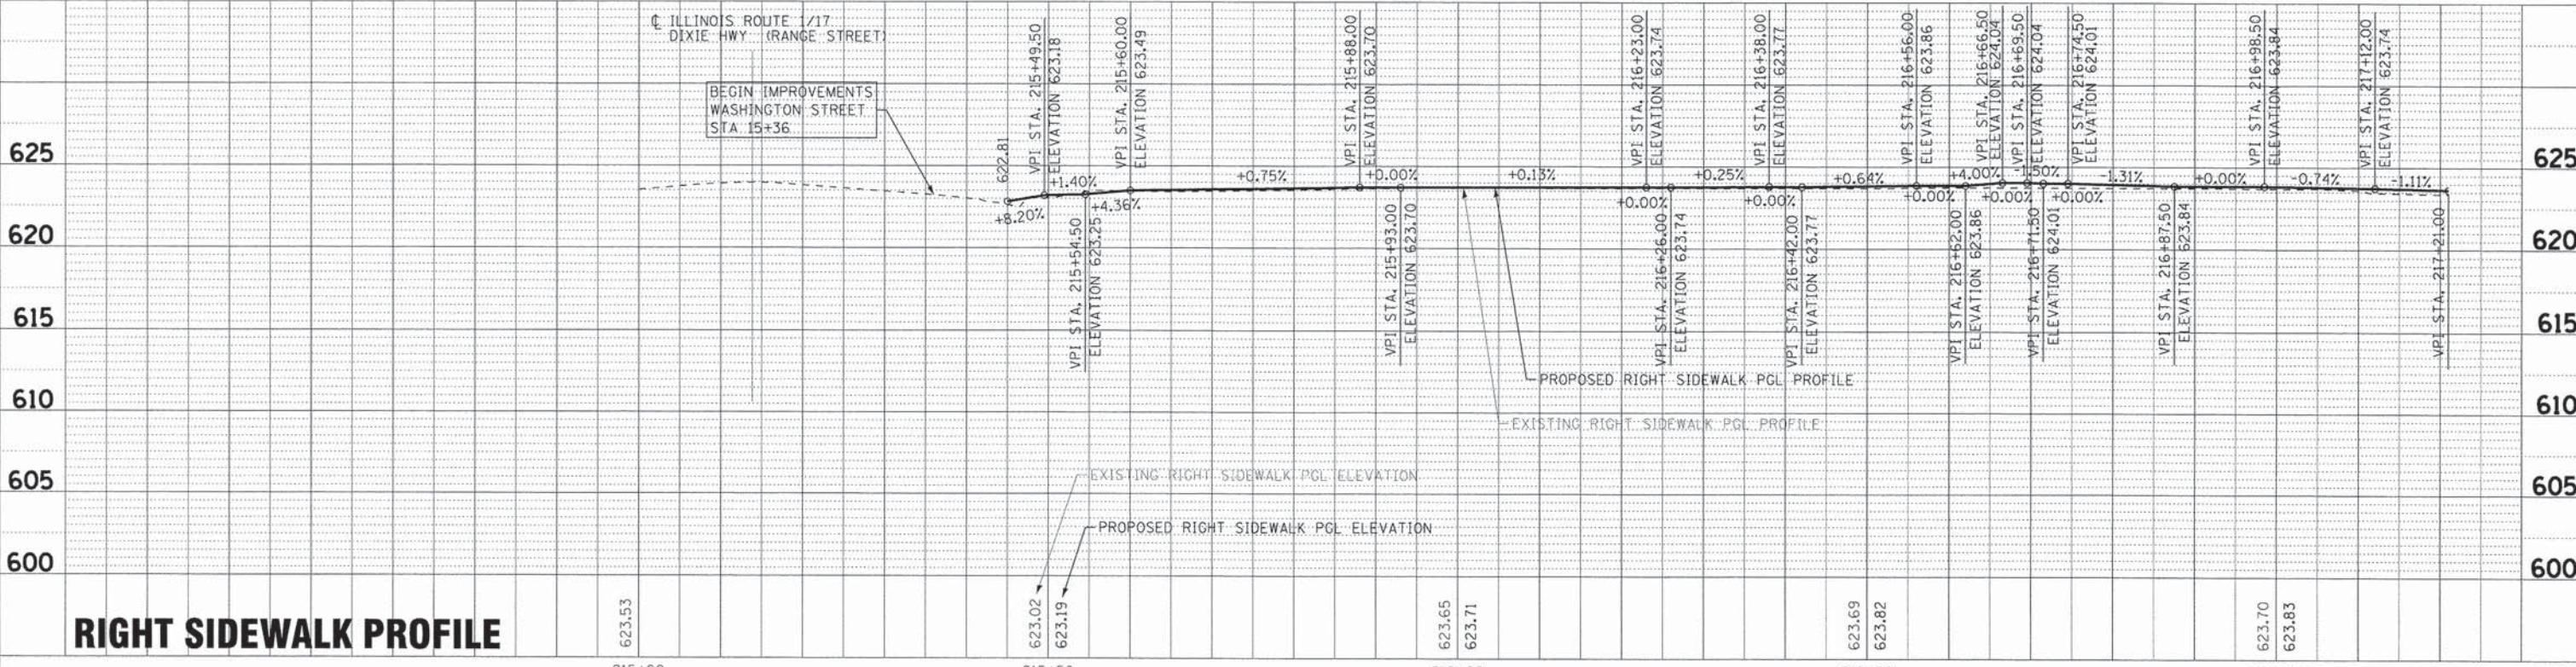 ℄ ILLINOIS ROUTE 1/17
DIXIE HWY (RANGE STREET)
BEGIN IMPROVEMENTS
WASHINGTON STREET
STA 15+36
622.81
VPI STA. 215+49.50
ELEVATION 623.18
VPI STA. 215+60.00
ELEVATION 623.49
VPI STA. 215+88.00
ELEVATION 623.70
VPI STA. 216+23.00
ELEVATION 623.74
VPI STA. 216+38.00
ELEVATION 623.77
VPI STA. 216+56.00
ELEVATION 623.86
VPI STA. 216+66.50
ELEVATION 624.04
VPI STA. 216+69.50
ELEVATION 624.04
VPI STA. 216+74.50
ELEVATION 624.01
VPI STA. 216+98.50
ELEVATION 623.84
VPI STA. 217+12.00
ELEVATION 623.74
625
625
+8.20%
+1.40%
+4.36%
+0.75%
+0.00%
+0.13%
+0.00%
+0.25%
+0.00%
+0.64%
+0.00%
+4.00%
+0.00%
-1.50%
+0.00%
-1.31%
+0.00%
-0.74%
-1.11%
VPI STA. 215+54.50
ELEVATION 623.25
VPI STA. 215+93.00
ELEVATION 623.70
VPI STA. 216+26.00
ELEVATION 623.74
VPI STA. 216+42.00
ELEVATION 623.77
VPI STA. 216+62.00
ELEVATION 623.86
VPI STA. 216+71.50
ELEVATION 624.01
VPI STA. 216+87.50
ELEVATION 623.84
VPI STA. 217+21.00
620
620
615
615
PROPOSED RIGHT SIDEWALK PGL PROFILE
610
610
EXISTING RIGHT SIDEWALK PGL PROFILE
605
605
EXISTING RIGHT SIDEWALK PGL ELEVATION
PROPOSED RIGHT SIDEWALK PGL ELEVATION
600
600
RIGHT SIDEWALK PROFILE
623.53
623.02
623.19
623.65
623.71
623.69
623.82
623.70
623.83